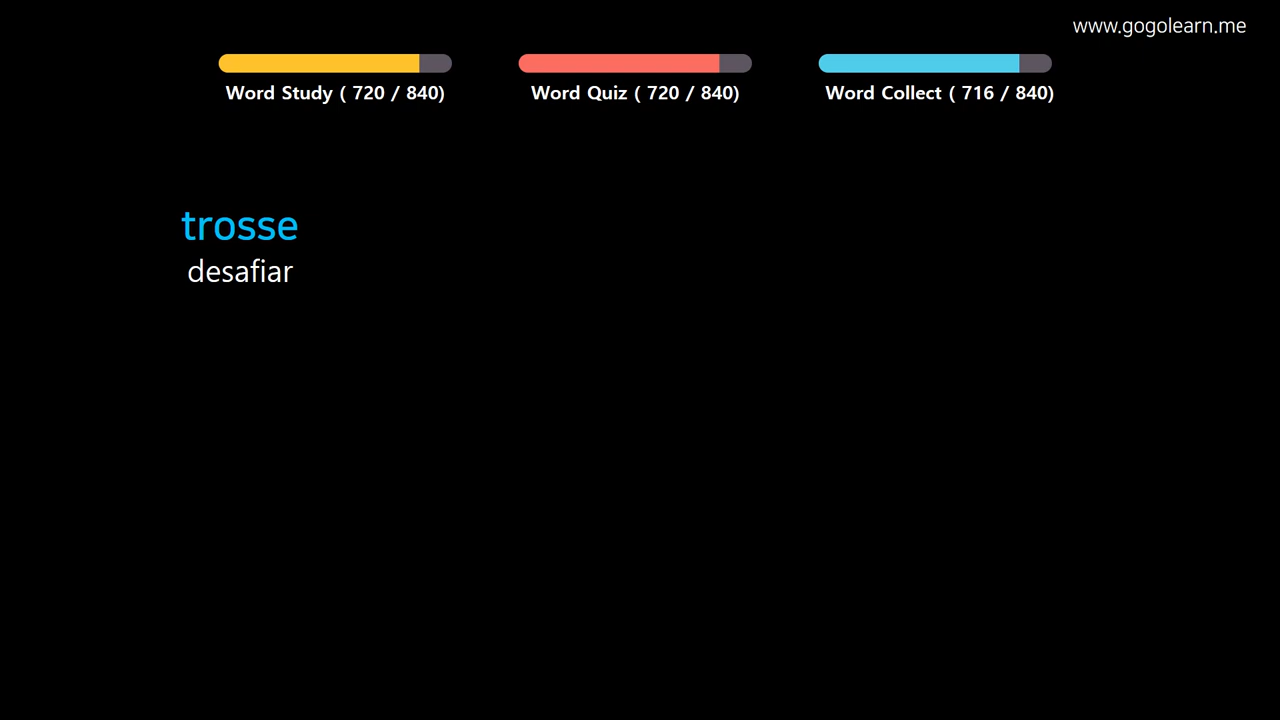 www.gogolearn.me
Word Study ( 720 / 840)
Word Quiz ( 720 / 840)
Word Collect ( 716 / 840)
trosse
desafiar